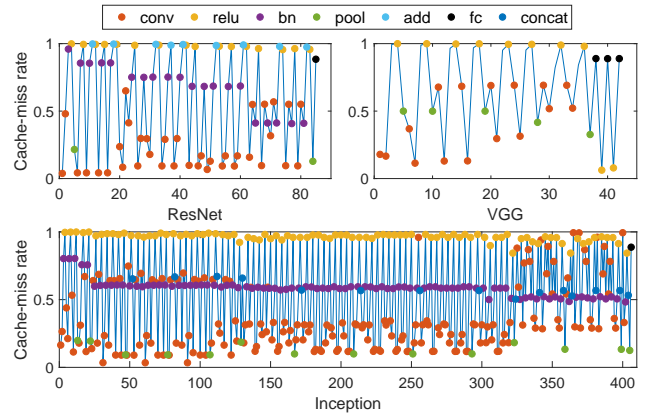 conv relu bn pool add fc concat
Cache-miss rate
1
0.5
0
0 20 40 60 80
ResNet
1
0.5
0
0 10 20 30 40
VGG
Cache-miss rate
1
0.5
0
0 50 100 150 200 250 300 350 400
Inception